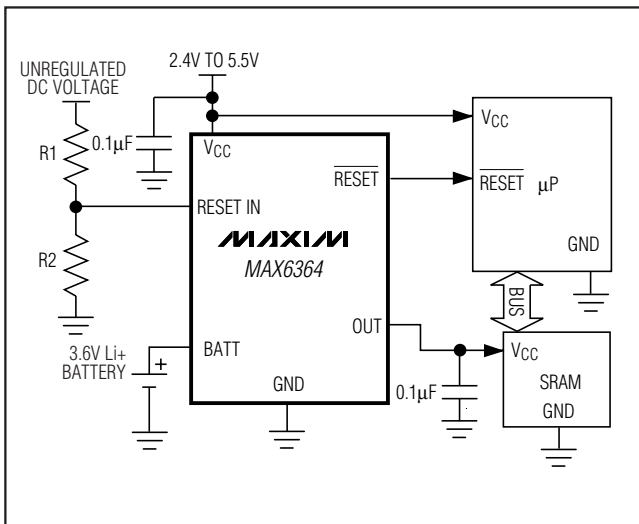 2.4V TO 5.5V
UNREGULATED
DC VOLTAGE
R1
0.1µF
VCC
RESET
RESET IN
MAXIM
MAX6364
R2
OUT
BATT
GND
3.6V Li+
BATTERY
+
VCC
RESET µP
GND
BUS
0.1µF
VCC
SRAM
GND